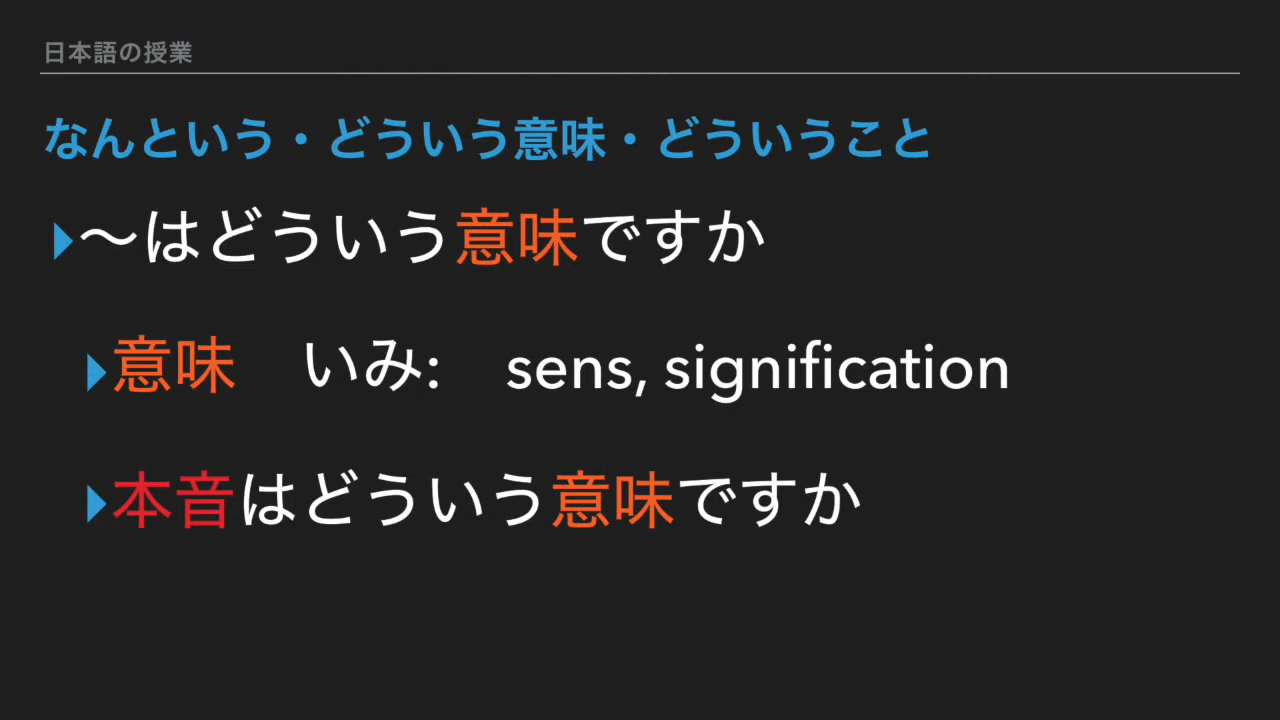 日本語の授業
なんという・どういう意味・どういうこと
〜はどういう意味ですか
意味　いみ:　sens, signification
本音はどういう意味ですか